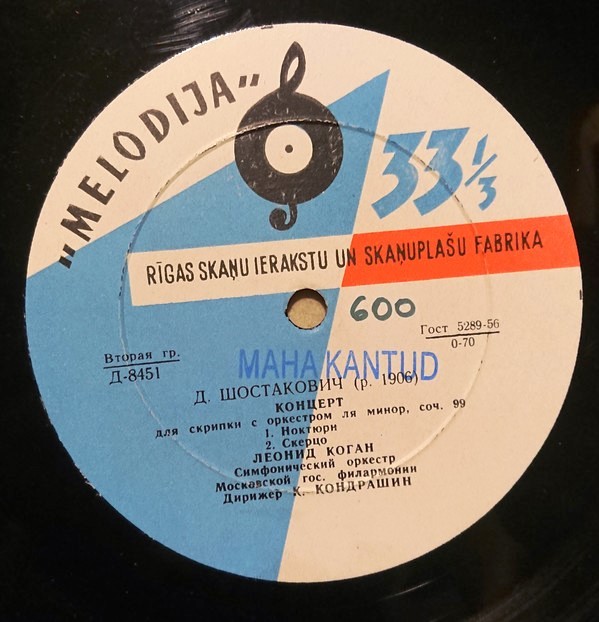 „MELODIJA”
33 1/3
RĪGAS SKAŅU IERAKSTU UN SKAŅUPLAŠU FABRIKA
600
Гост 5289-56
0-70
Вторая гр.
Д-8451
MAHA KANTUD
Д. ШОСТАКОВИЧ (р. 1906)
КОНЦЕРТ
для скрипки с оркестром ля минор, соч. 99
1. Ноктюрн
2. Скерцо
ЛЕОНИД КОГАН
Симфонический оркестр
Московской гос. филармонии
Дирижер К. КОНДРАШИН